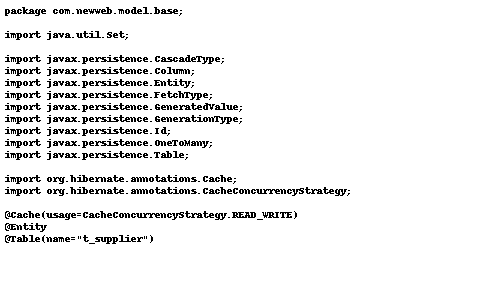 package com.newweb.model.base;
import java.util.Set;
import javax.persistence.CascadeType;
import javax.persistence.Column;
import javax.persistence.Entity;
import javax.persistence.FetchType;
import javax.persistence.GeneratedValue;
import javax.persistence.GenerationType;
import javax.persistence.Id;
import javax.persistence.OneToMany;
import javax.persistence.Table;
import org.hibernate.annotations.Cache;
import org.hibernate.annotations.CacheConcurrencyStrategy;
@Cache(usage=CacheConcurrencyStrategy.READ_WRITE)
@Entity
@Table(name="t_supplier")